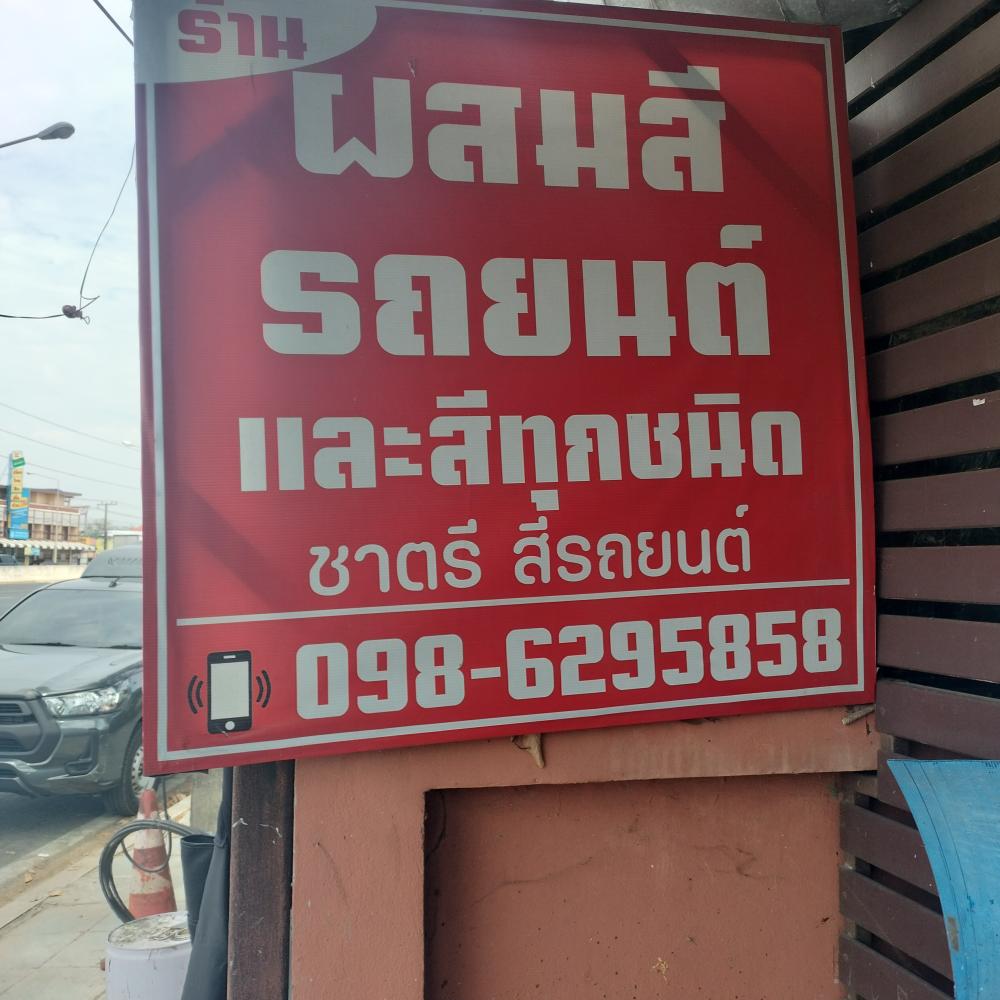 ร้าน
ผสมสี
รถยนต์
และสีทุกชนิด
ชาตรี สีรถยนต์
098-6295858